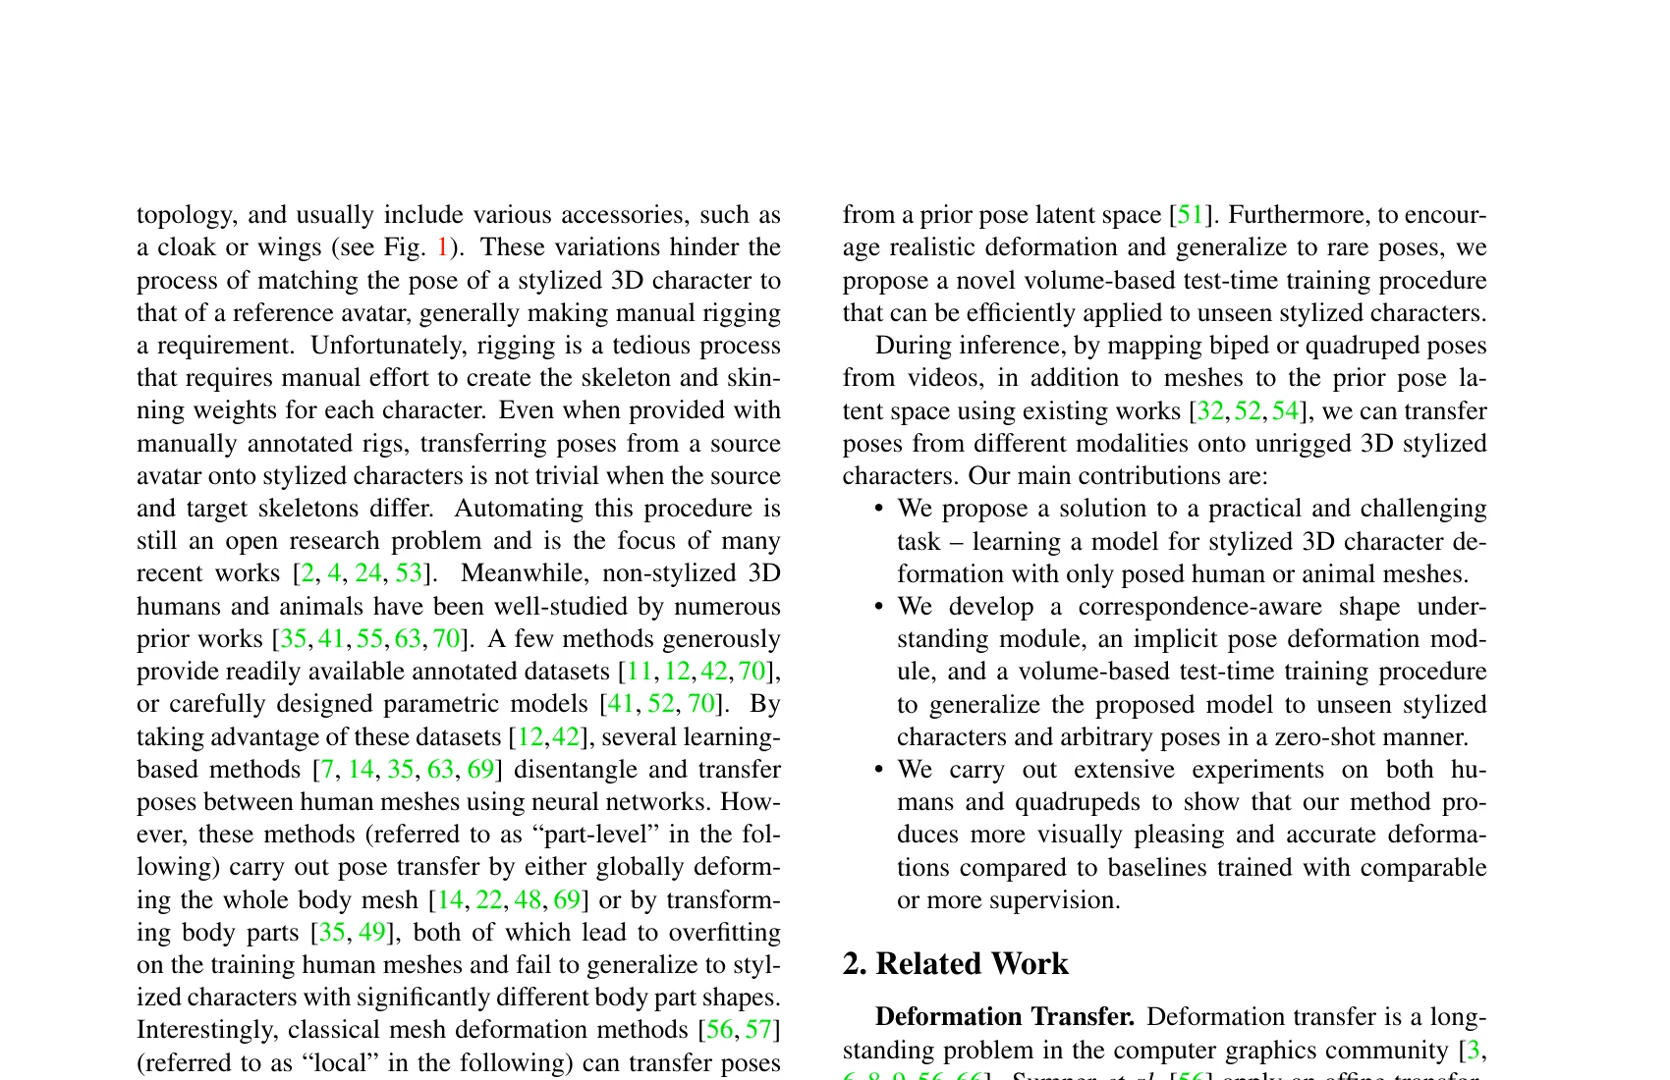 topology, and usually include various accessories, such as
a cloak or wings (see Fig. 1). These variations hinder the
process of matching the pose of a stylized 3D character to
that of a reference avatar, generally making manual rigging
a requirement. Unfortunately, rigging is a tedious process
that requires manual effort to create the skeleton and skin-
ning weights for each character. Even when provided with
manually annotated rigs, transferring poses from a source
avatar onto stylized characters is not trivial when the source
and target skeletons differ. Automating this procedure is
still an open research problem and is the focus of many
recent works [2, 4, 24, 53]. Meanwhile, non-stylized 3D
humans and animals have been well-studied by numerous
prior works [35, 41, 55, 63, 70]. A few methods generously
provide readily available annotated datasets [11, 12, 42, 70],
or carefully designed parametric models [41, 52, 70]. By
taking advantage of these datasets [12, 42], several learning-
based methods [7, 14, 35, 63, 69] disentangle and transfer
poses between human meshes using neural networks. How-
ever, these methods (referred to as “part-level” in the fol-
lowing) carry out pose transfer by either globally deform-
ing the whole body mesh [14, 22, 48, 69] or by transform-
ing body parts [35, 49], both of which lead to overfitting
on the training human meshes and fail to generalize to styl-
ized characters with significantly different body part shapes.
Interestingly, classical mesh deformation methods [56, 57]
(referred to as “local” in the following) can transfer poses
from a prior pose latent space [51]. Furthermore, to encour-
age realistic deformation and generalize to rare poses, we
propose a novel volume-based test-time training procedure
that can be efficiently applied to unseen stylized characters.
During inference, by mapping biped or quadruped poses
from videos, in addition to meshes to the prior pose la-
tent space using existing works [32, 52, 54], we can transfer
poses from different modalities onto unrigged 3D stylized
characters. Our main contributions are:
• We propose a solution to a practical and challenging
task – learning a model for stylized 3D character de-
formation with only posed human or animal meshes.
• We develop a correspondence-aware shape under-
standing module, an implicit pose deformation mod-
ule, and a volume-based test-time training procedure
to generalize the proposed model to unseen stylized
characters and arbitrary poses in a zero-shot manner.
• We carry out extensive experiments on both hu-
mans and quadrupeds to show that our method pro-
duces more visually pleasing and accurate deforma-
tions compared to baselines trained with comparable
or more supervision.
2. Related Work
Deformation Transfer. Deformation transfer is a long-
standing problem in the computer graphics community [3,
6, 8, 9, 56, 66]. Sumner et al. [56] apply an affine transfor-